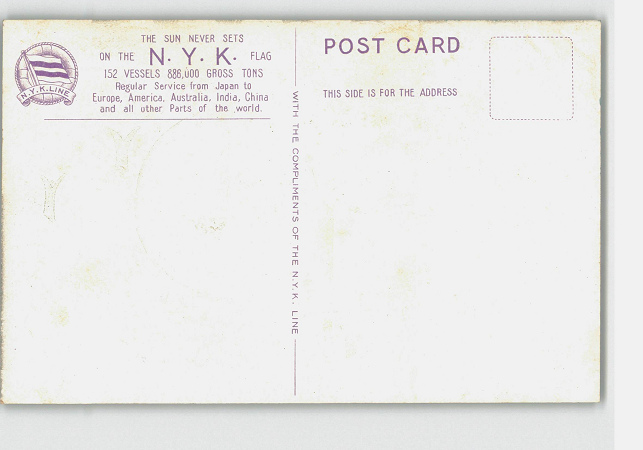 THE SUN NEVER SETS
ON THE N. Y. K. FLAG
152 VESSELS 886,000 GROSS TONS
Regular Service from Japan to
Europe, America, Australia, India, China
and all other Parts of the world.
N.Y.K.LINE
WITH THE COMPLIMENTS OF THE N.Y.K. LINE
POST CARD
THIS SIDE IS FOR THE ADDRESS